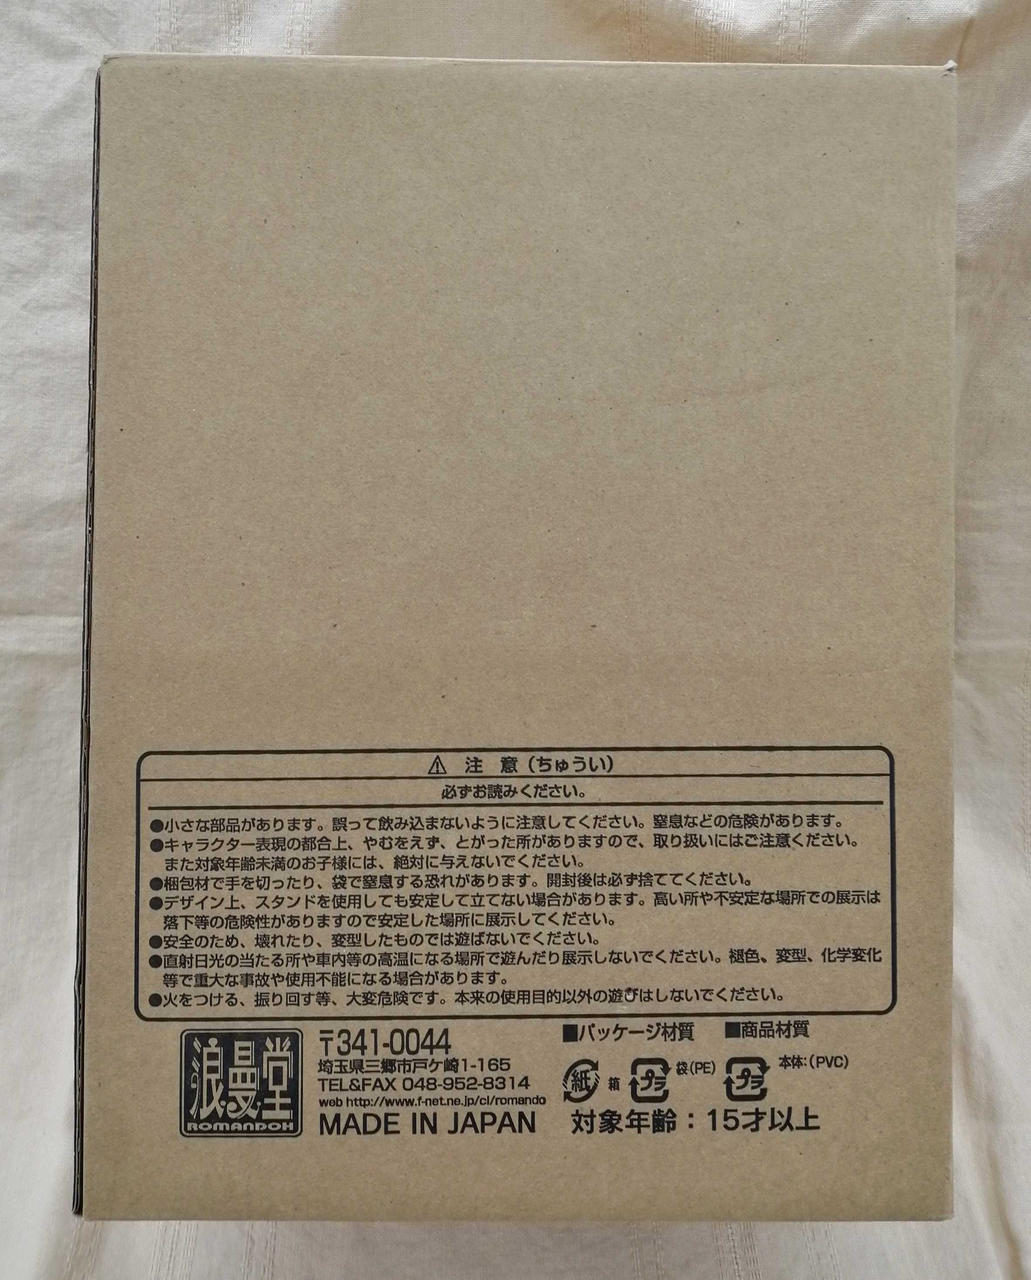 ⚠ 注 意（ちゅうい）
必ずお読みください。
●小さな部品があります。誤って飲み込まないように注意してください。窒息などの危険があります。
●キャラクター表現の都合上、やむをえず、とがった所がありますので、取り扱いにはご注意ください。
また対象年齢未満のお子様には、絶対に与えないでください。
●梱包材で手を切ったり、袋で窒息する恐れがあります。開封後は必ず捨ててください。
●デザイン上、スタンドを使用しても安定して立てない場合があります。高い所や不安定な場所での展示は
落下等の危険性がありますので安定した場所に展示してください。
●安全のため、壊れたり、変型したものでは遊ばないでください。
●直射日光の当たる所や車内等の高温になる場所で遊んだり展示しないでください。褪色、変型、化学変化
等で重大な事故や使用不能になる場合があります。
●火をつける、振り回す等、大変危険です。本来の使用目的以外の遊びはしないでください。
浪漫堂
ROMANDOH
〒341-0044
埼玉県三郷市戸ケ崎1-165
TEL&FAX 048-952-8314
web http://www.f-net.ne.jp/cl/romando
MADE IN JAPAN
■パッケージ材質 ■商品材質
紙 箱 プラ 袋(PE) プラ 本体:(PVC)
対象年齢：15才以上